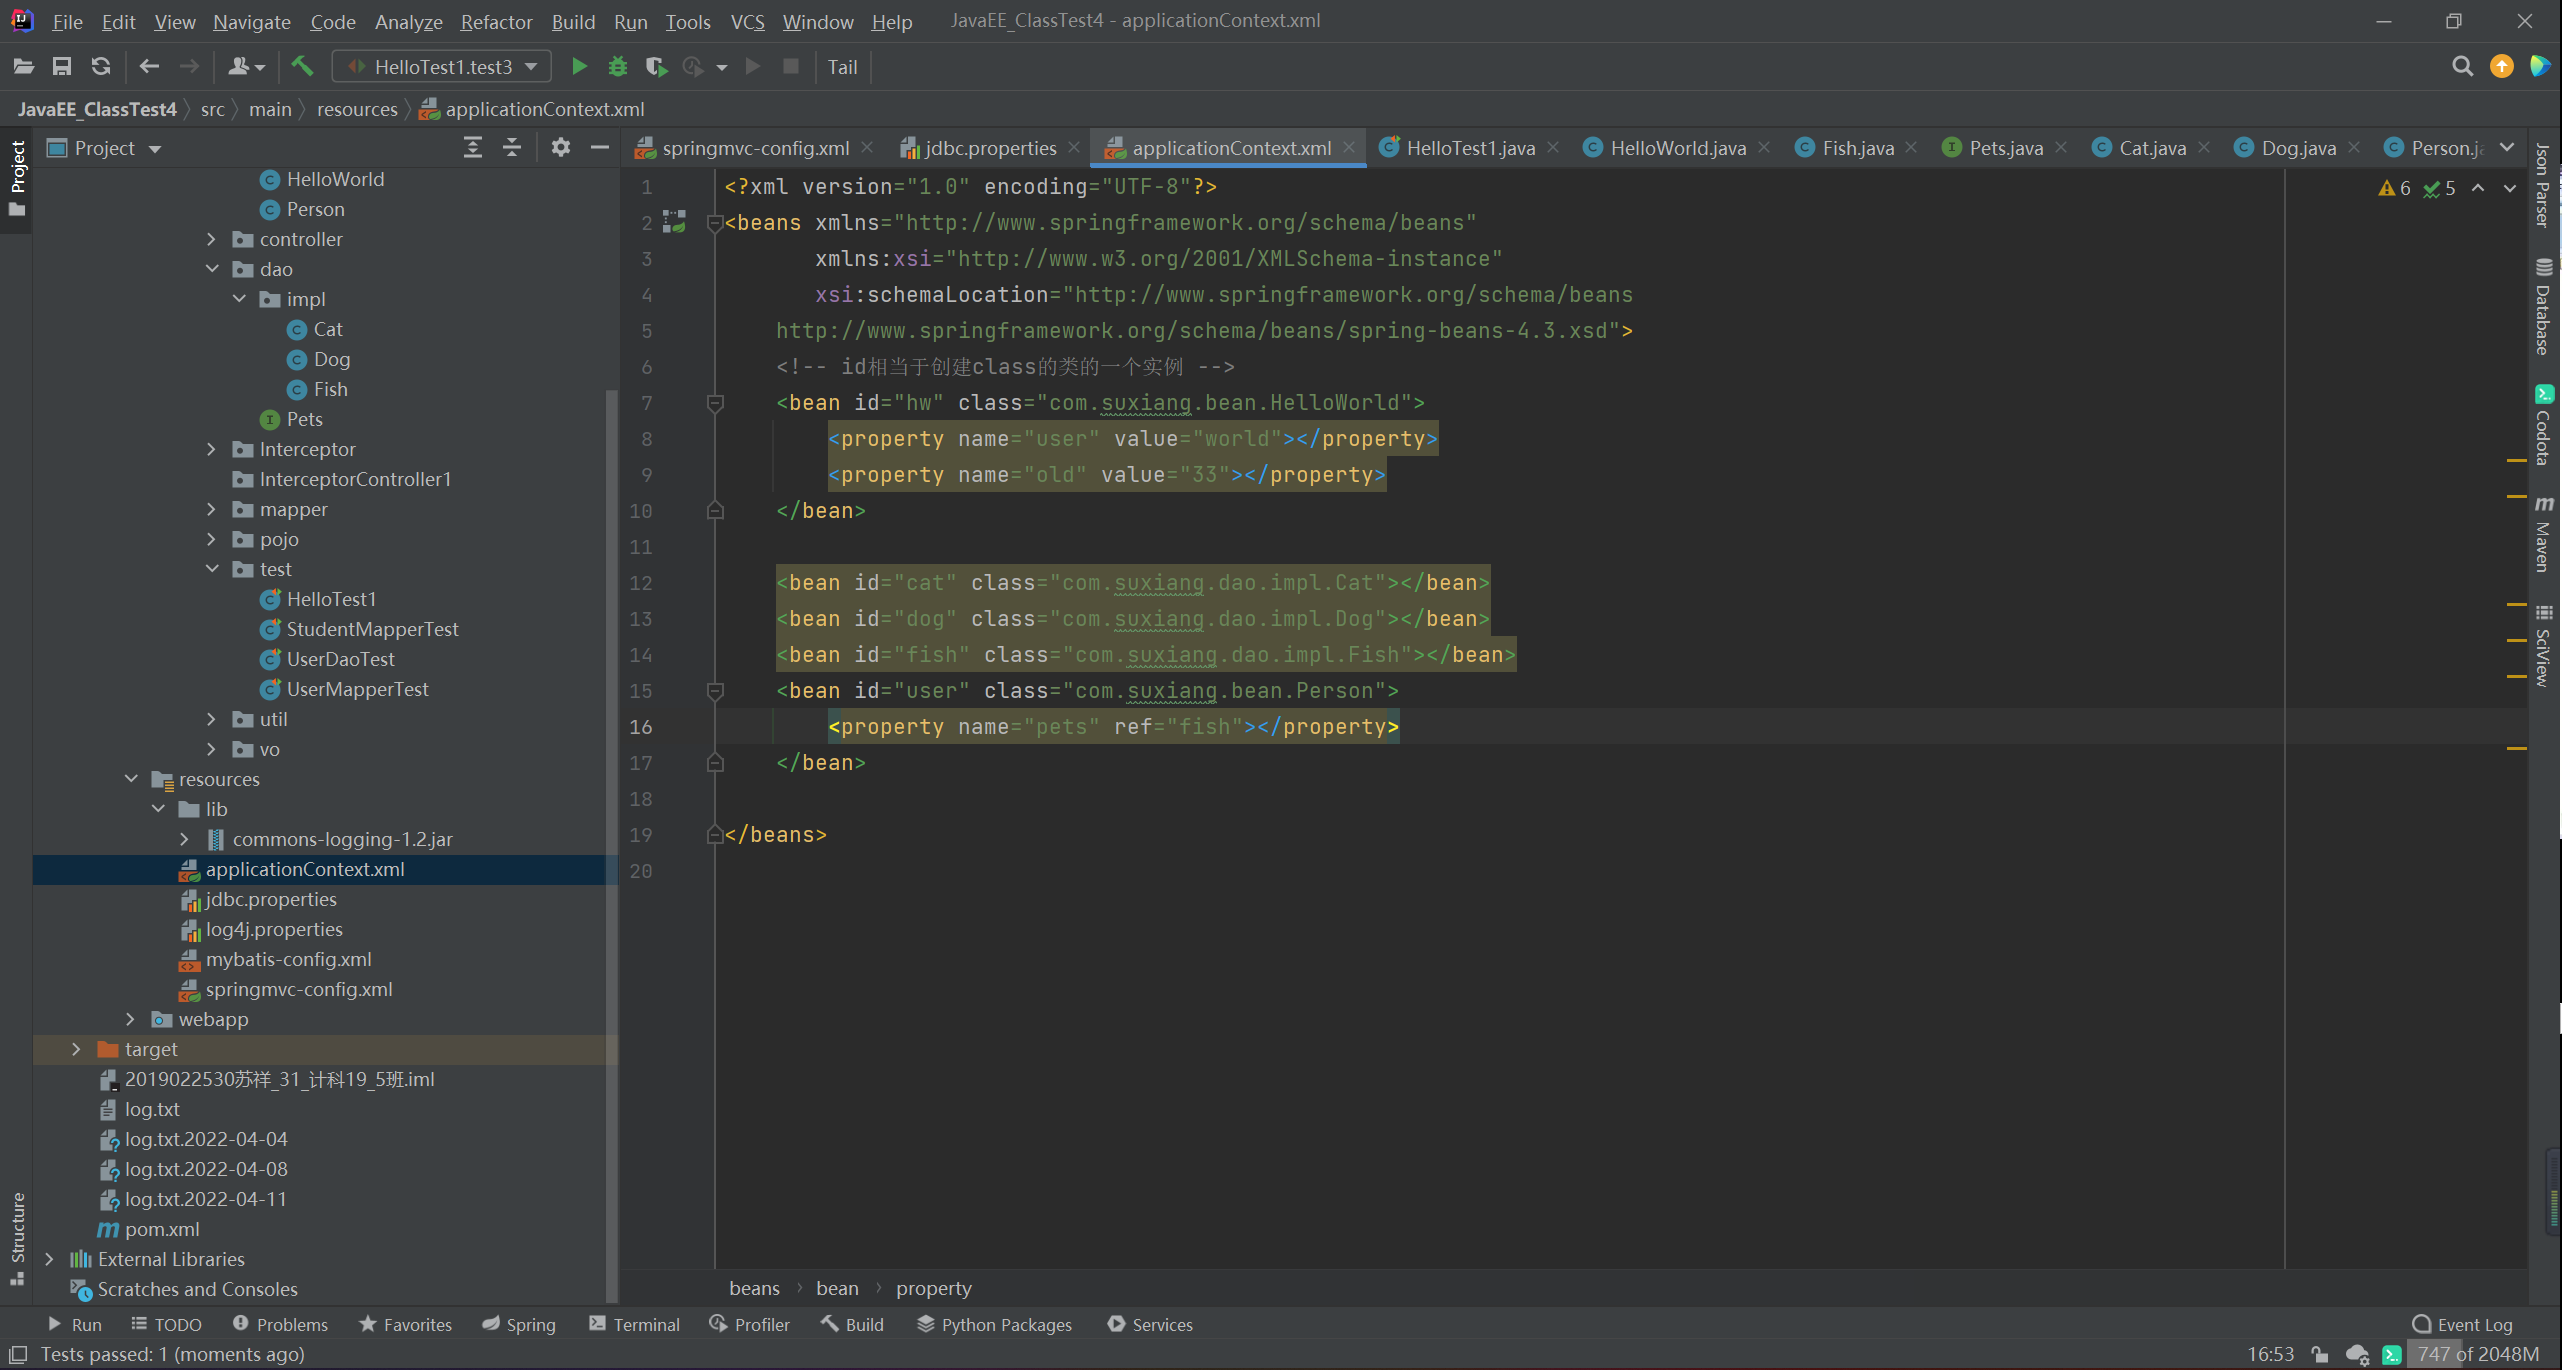 File Edit View Navigate Code Analyze Refactor Build Run Tools VCS Window Help JavaEE_ClassTest4 - applicationContext.xml
HelloTest1.test3 Tail
JavaEE_ClassTest4 src main resources applicationContext.xml
Project
springmvc-config.xml jdbc.properties applicationContext.xml HelloTest1.java HelloWorld.java Fish.java Pets.java Cat.java Dog.java Person.ja
Project
HelloWorld
Person
controller
dao
impl
Cat
Dog
Fish
Pets
Interceptor
InterceptorController1
mapper
pojo
test
HelloTest1
StudentMapperTest
UserDaoTest
UserMapperTest
util
vo
resources
lib
commons-logging-1.2.jar
applicationContext.xml
jdbc.properties
log4j.properties
mybatis-config.xml
springmvc-config.xml
webapp
target
2019022530苏祥_31_计科19_5班.iml
log.txt
log.txt.2022-04-04
log.txt.2022-04-08
log.txt.2022-04-11
pom.xml
External Libraries
Scratches and Consoles
Structure
6 5
1 <?xml version="1.0" encoding="UTF-8"?>
2 <beans xmlns="http://www.springframework.org/schema/beans"
3 xmlns:xsi="http://www.w3.org/2001/XMLSchema-instance"
4 xsi:schemaLocation="http://www.springframework.org/schema/beans
5 http://www.springframework.org/schema/beans/spring-beans-4.3.xsd">
6 <!-- id相当于创建class的类的一个实例 -->
7 <bean id="hw" class="com.suxiang.bean.HelloWorld">
8 <property name="user" value="world"></property>
9 <property name="old" value="33"></property>
10 </bean>
11
12 <bean id="cat" class="com.suxiang.dao.impl.Cat"></bean>
13 <bean id="dog" class="com.suxiang.dao.impl.Dog"></bean>
14 <bean id="fish" class="com.suxiang.dao.impl.Fish"></bean>
15 <bean id="user" class="com.suxiang.bean.Person">
16 <property name="pets" ref="fish"></property>
17 </bean>
18
19 </beans>
20
beans bean property
Json Parser
Database
Codota
Maven
SciView
Run TODO Problems Favorites Spring Terminal Profiler Build Python Packages Services Event Log
Tests passed: 1 (moments ago) 16:53 747 of 2048M